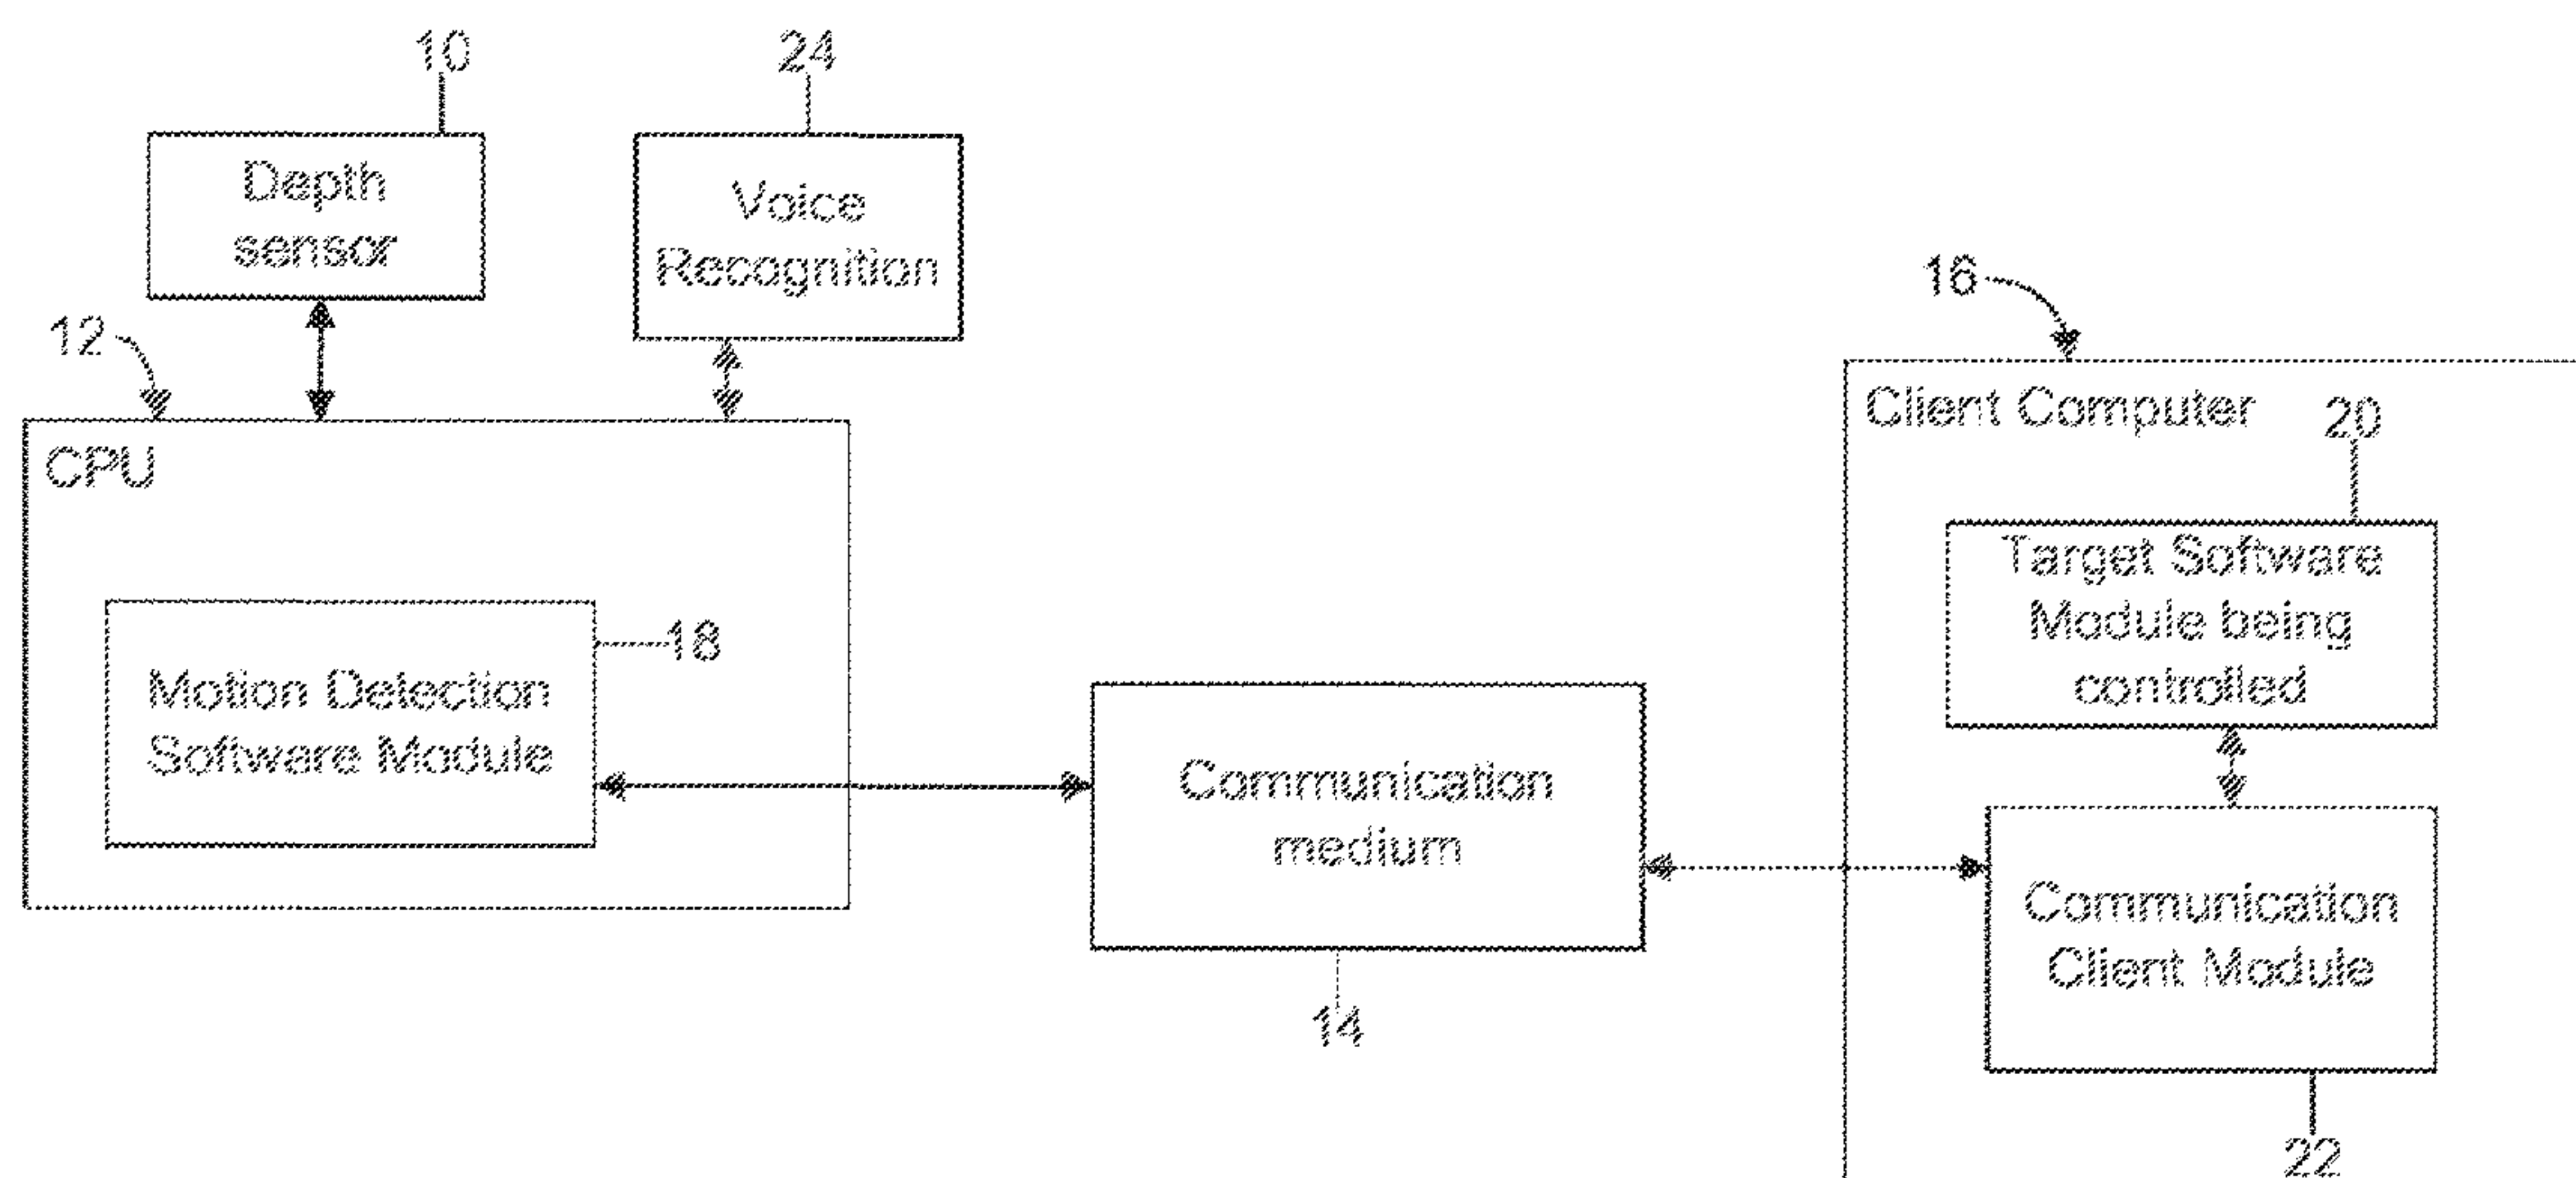 10
24
Depth
sensor
Voice
Recognition
12
16
CPU
Client Computer
20
Target Software
Module being
controlled
18
Motion Detection
Software Module
Communication
medium
Communication
Client Module
14
22